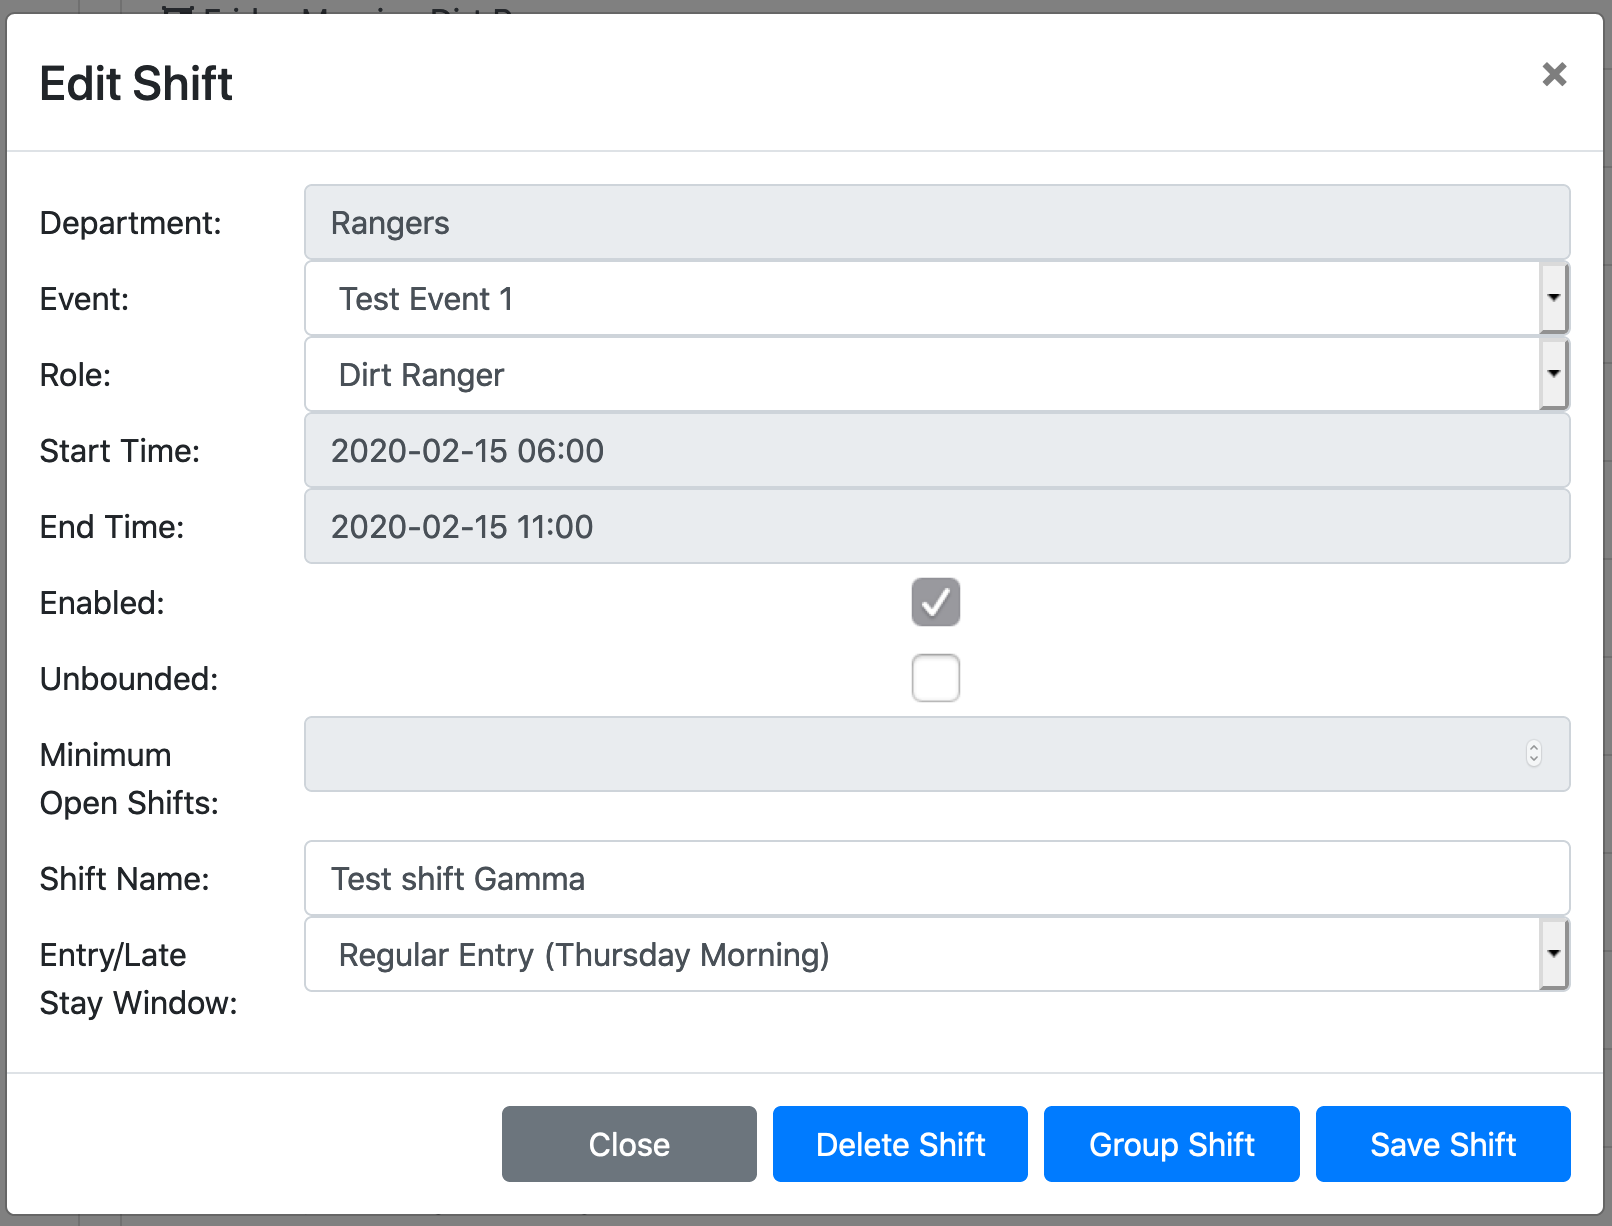 Edit Shift
Department:
Rangers
Event:
Test Event 1
Role:
Dirt Ranger
Start Time:
2020-02-15 06:00
End Time:
2020-02-15 11:00
Enabled:
Unbounded:
Minimum
Open Shifts:
Shift Name:
Test shift Gamma
Entry/Late
Stay Window:
Regular Entry (Thursday Morning)
Close
Delete Shift
Group Shift
Save Shift